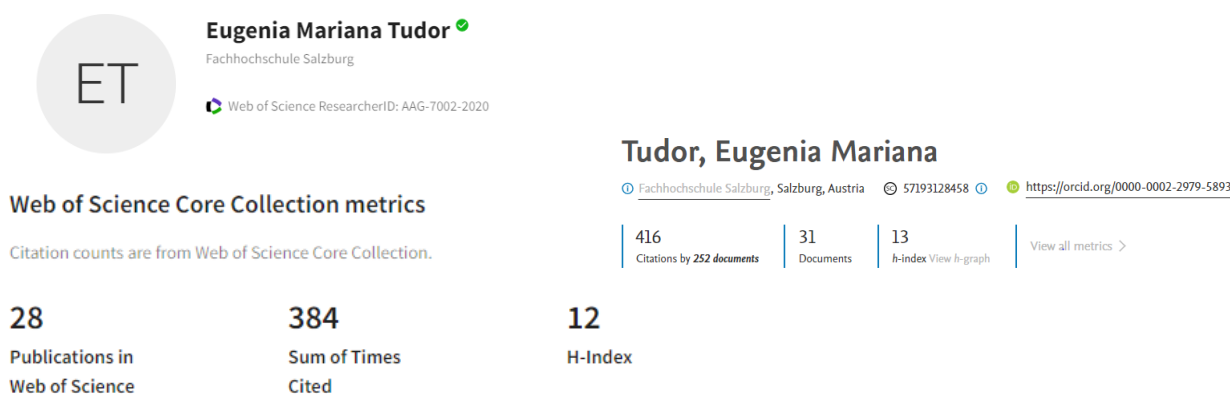 ET
Eugenia Mariana Tudor
Fachhochschule Salzburg
Web of Science ResearcherID: AAG-7002-2020
Web of Science Core Collection metrics
Citation counts are from Web of Science Core Collection.
28
Publications in
Web of Science
384
Sum of Times
Cited
12
H-Index
Tudor, Eugenia Mariana
Fachhochschule Salzburg, Salzburg, Austria SC 57193128458 iD https://orcid.org/0000-0002-2979-5893
416
Citations by 252 documents
31
Documents
13
h-index View h-graph
View all metrics >